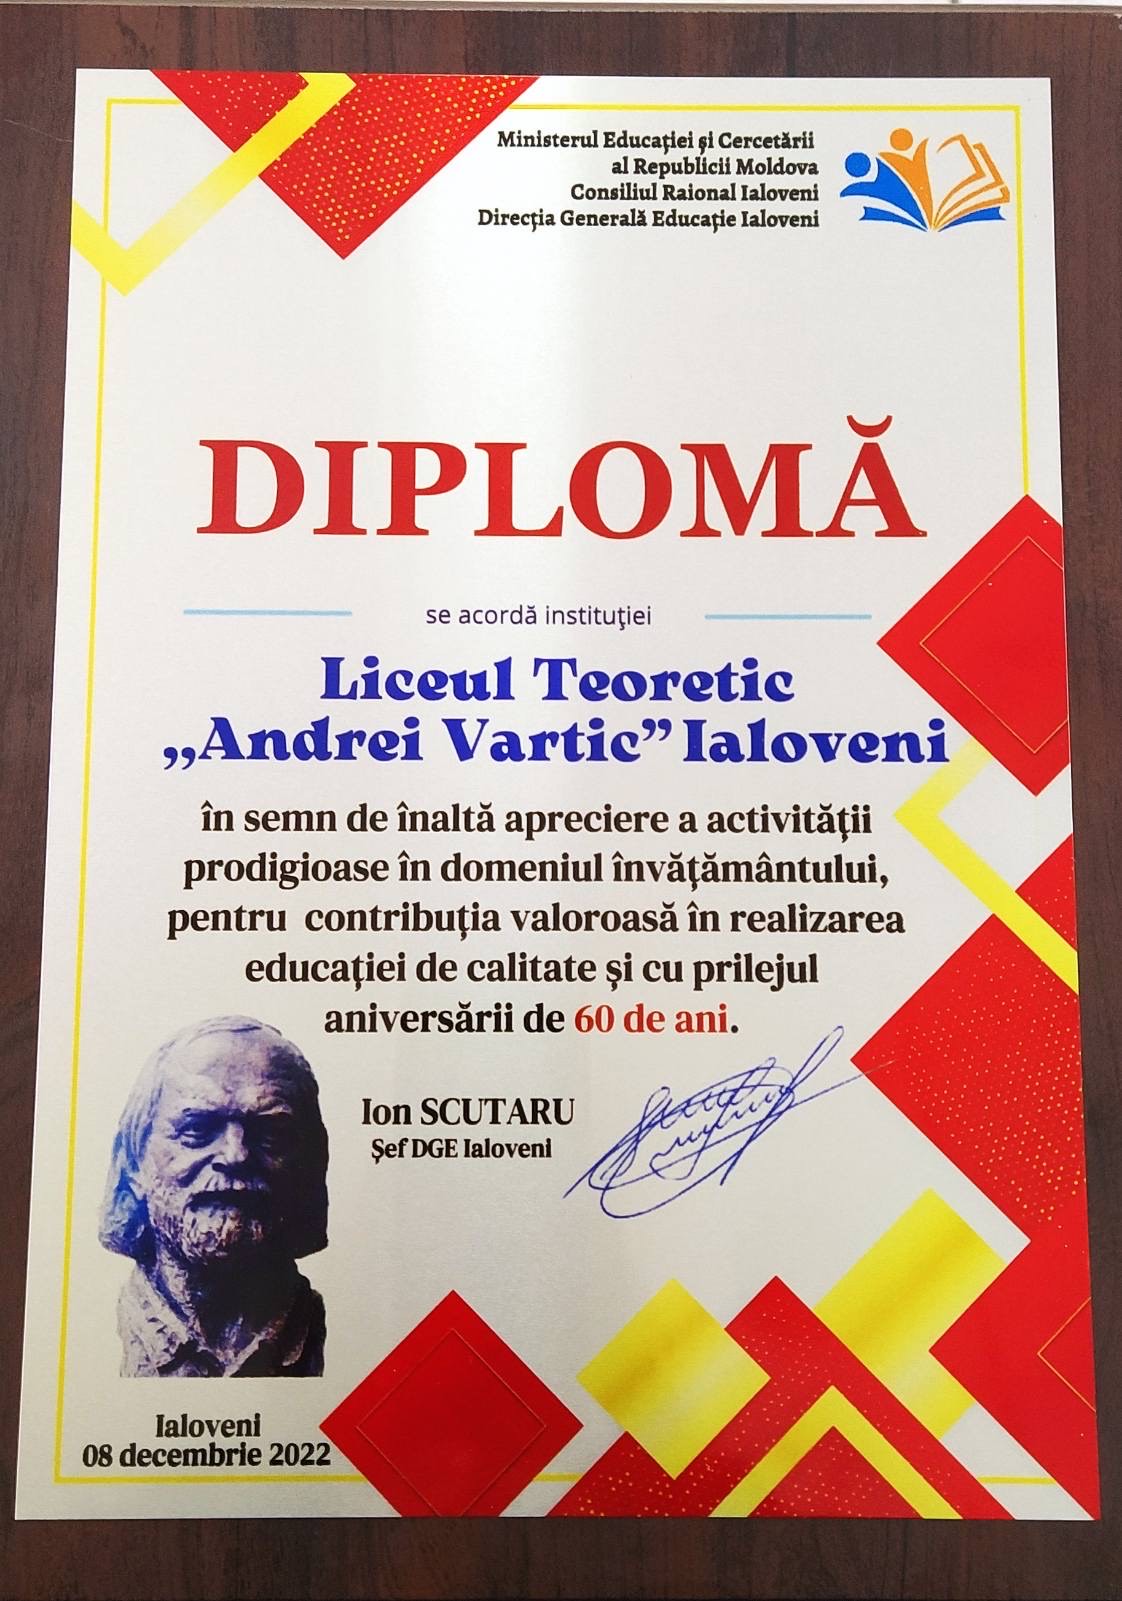 Ministerul Educației și Cercetării
al Republicii Moldova
Consiliul Raional Ialoveni
Direcția Generală Educație Ialoveni
DIPLOMĂ
se acordă instituţiei
Liceul Teoretic
„Andrei Vartic” Ialoveni
în semn de înaltă apreciere a activității
prodigioase în domeniul învățământului,
pentru contribuția valoroasă în realizarea
educației de calitate și cu prilejul
aniversării de 60 de ani.
Ion SCUTARU
Șef DGE Ialoveni
Ialoveni
08 decembrie 2022